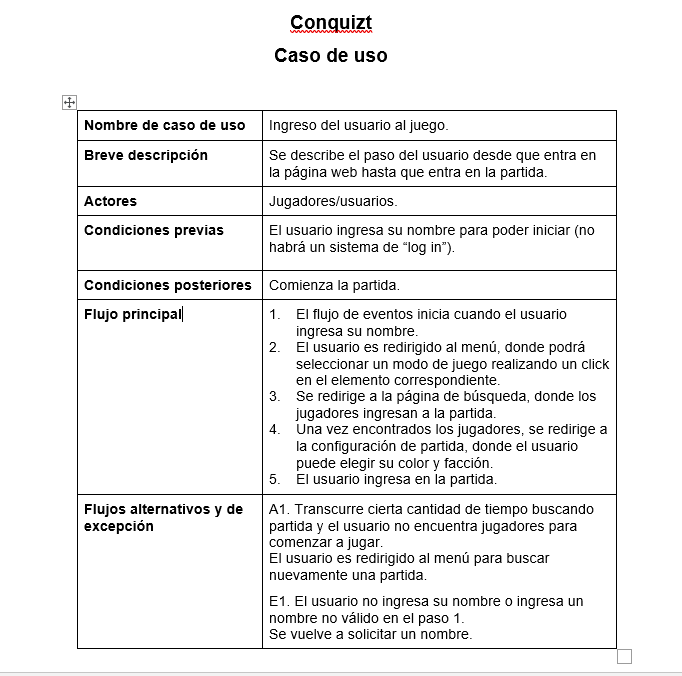 Conquizt
Caso de uso
Nombre de caso de uso
Ingreso del usuario al juego.
Breve descripción
Se describe el paso del usuario desde que entra en
la página web hasta que entra en la partida.
Actores
Jugadores/usuarios.
Condiciones previas
El usuario ingresa su nombre para poder iniciar (no
habrá un sistema de “log in”).
Condiciones posteriores
Comienza la partida.
Flujo principal
1. El flujo de eventos inicia cuando el usuario
ingresa su nombre.
2. El usuario es redirigido al menú, donde podrá
seleccionar un modo de juego realizando un click
en el elemento correspondiente.
3. Se redirige a la página de búsqueda, donde los
jugadores ingresan a la partida.
4. Una vez encontrados los jugadores, se redirige a
la configuración de partida, donde el usuario
puede elegir su color y facción.
5. El usuario ingresa en la partida.
Flujos alternativos y de
excepción
A1. Transcurre cierta cantidad de tiempo buscando
partida y el usuario no encuentra jugadores para
comenzar a jugar.
El usuario es redirigido al menú para buscar
nuevamente una partida.
E1. El usuario no ingresa su nombre o ingresa un
nombre no válido en el paso 1.
Se vuelve a solicitar un nombre.